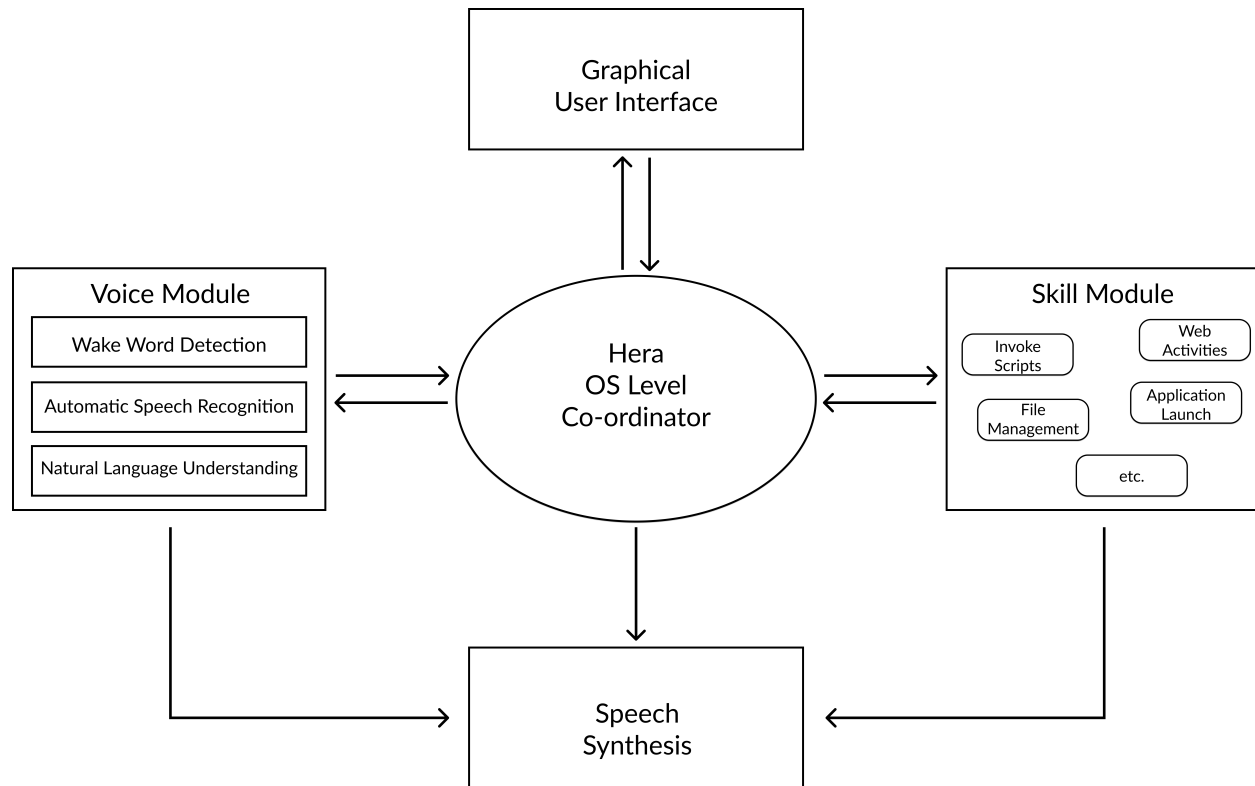 Graphical
User Interface
Voice Module
Wake Word Detection
Automatic Speech Recognition
Natural Language Understanding
Hera
OS Level
Co-ordinator
Skill Module
Invoke
Scripts
Web
Activities
File
Management
Application
Launch
etc.
Speech
Synthesis